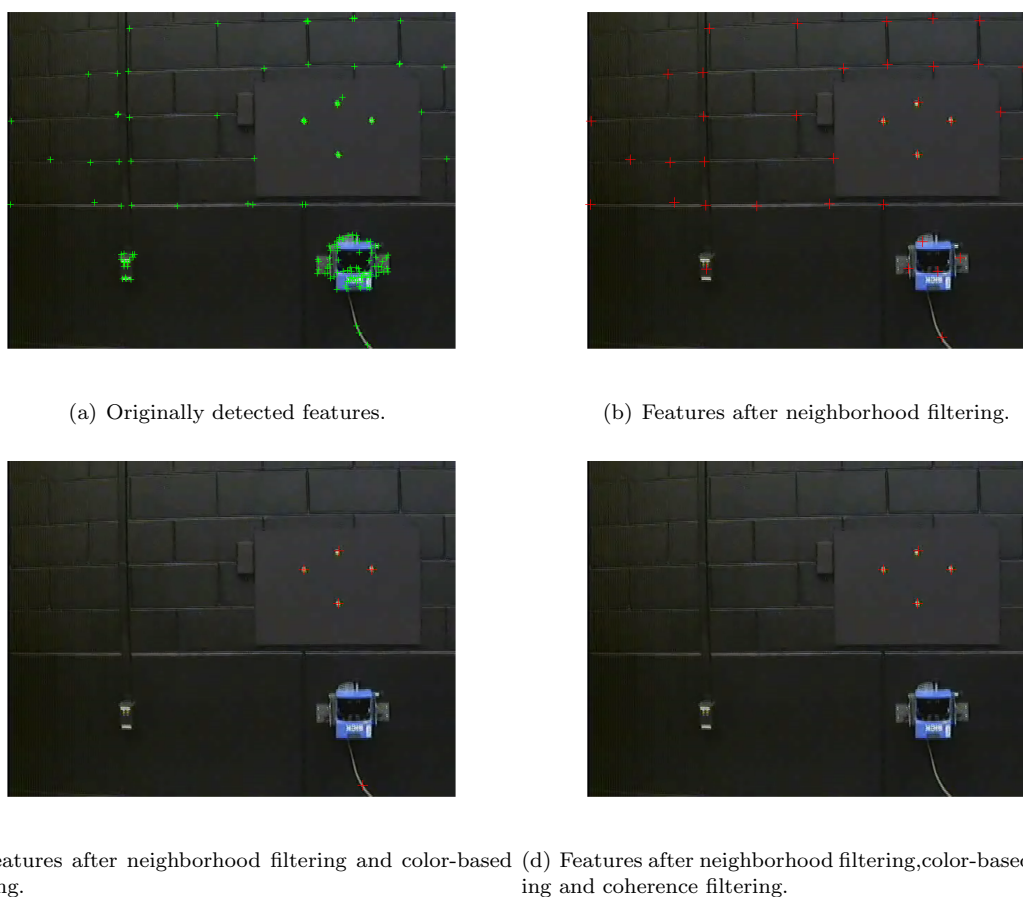 (a) Originally detected features.
(b) Features after neighborhood filtering.
eatures after neighborhood filtering and color-based
ng.
(d) Features after neighborhood filtering,color-based
ing and coherence filtering.